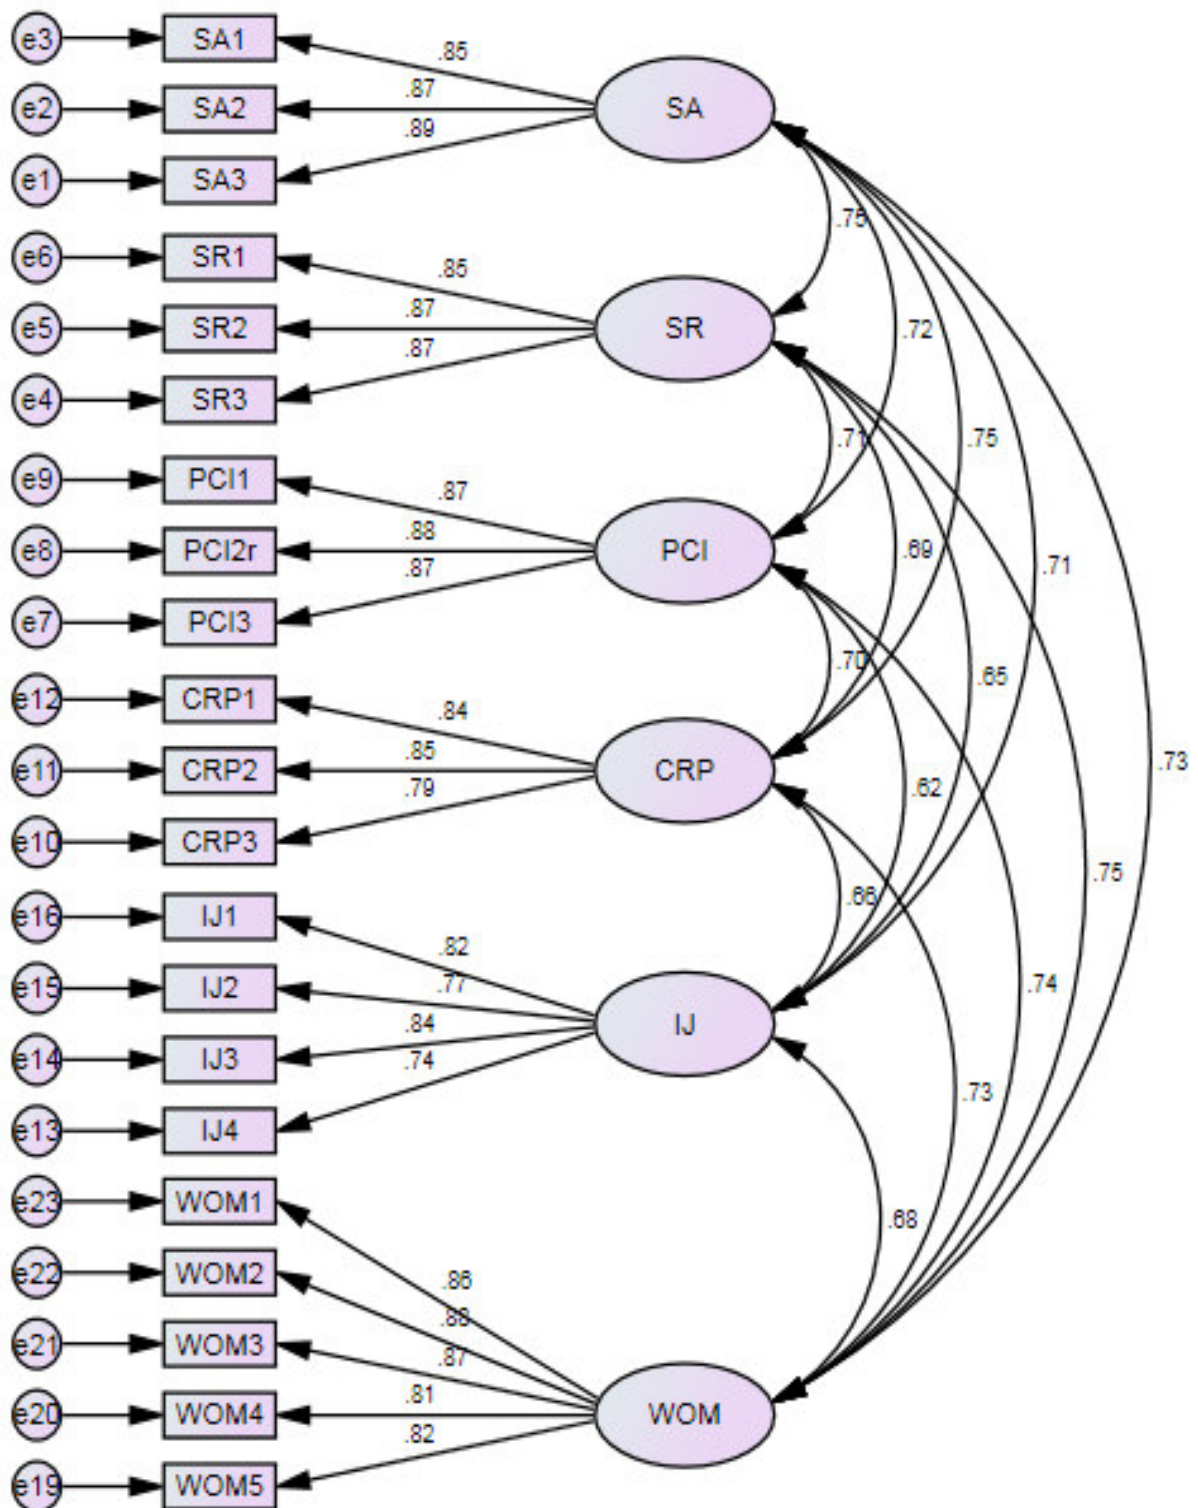 e3 SA1 .85
e2 SA2 .87 SA
e1 SA3 .89
.75
e6 SR1 .85
e5 SR2 .87 SR .72
e4 SR3 .87
.71 .75
e9 PCI1 .87
e8 PCI2r .88 PCI .69 .71
e7 PCI3 .87
.70 .65
e12 CRP1 .84
e11 CRP2 .85 CRP .62 .73
e10 CRP3 .79
.66 .75
e16 IJ1 .82
e15 IJ2 .77 IJ .74
e14 IJ3 .84
e13 IJ4 .74
.73
e23 WOM1 .86
.68
e22 WOM2 .88
e21 WOM3 .87
e20 WOM4 .81 WOM
e19 WOM5 .82